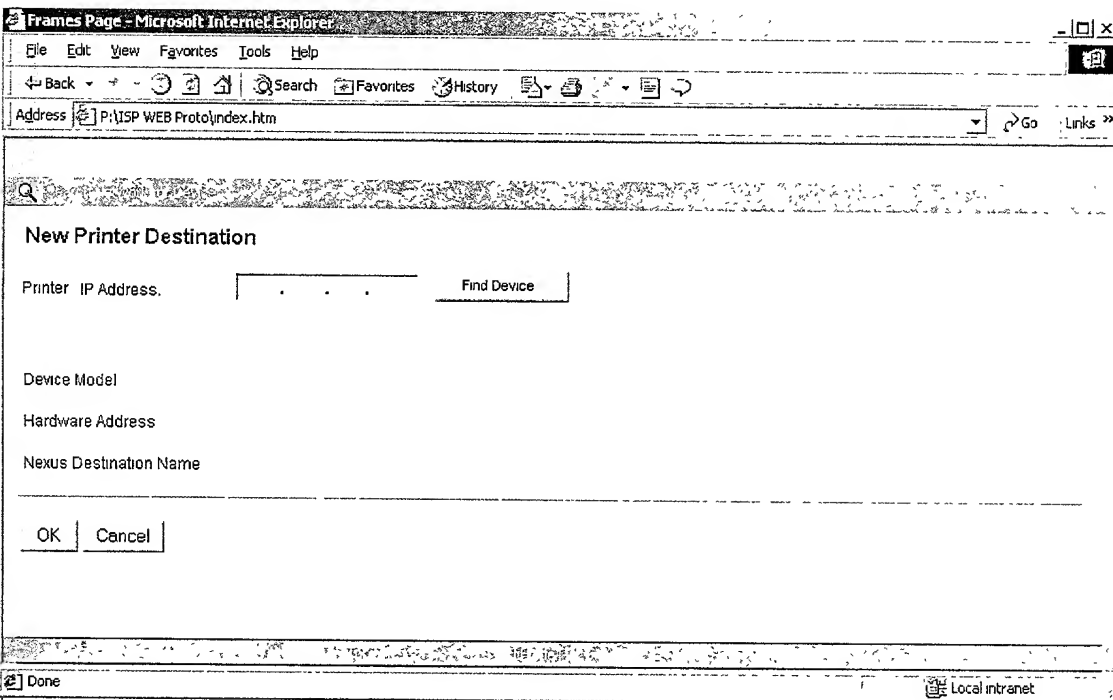 Frames Page - Microsoft Internet Explorer
File Edit View Favorites Tools Help
Back Search Favorites History
Address P:\ISP WEB Proto\index.htm Go Links »
New Printer Destination
Printer IP Address. . . . Find Device
Device Model
Hardware Address
Nexus Destination Name
OK Cancel
Done Local intranet